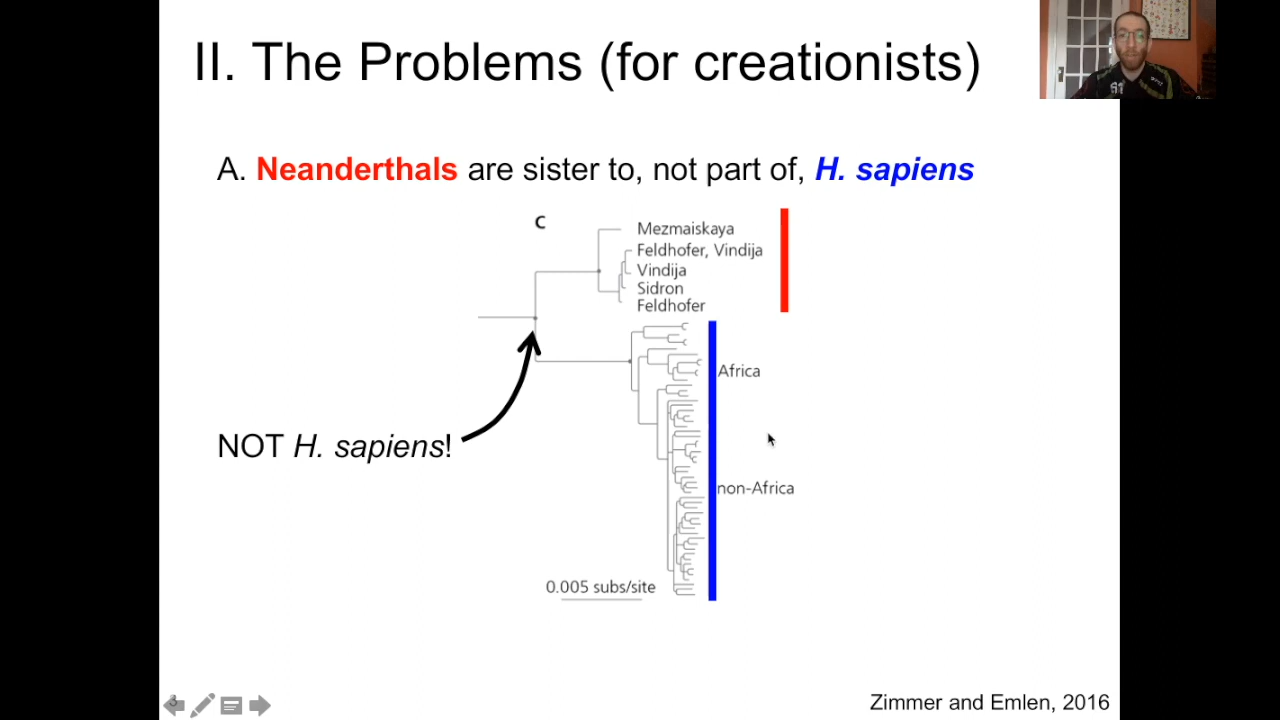 II. The Problems (for creationists)
A. Neanderthals are sister to, not part of, H. sapiens
C
Mezmaiskaya
Feldhofer, Vindija
Vindija
Sidron
Feldhofer
Africa
NOT H. sapiens!
non-Africa
0.005 subs/site
Zimmer and Emlen, 2016